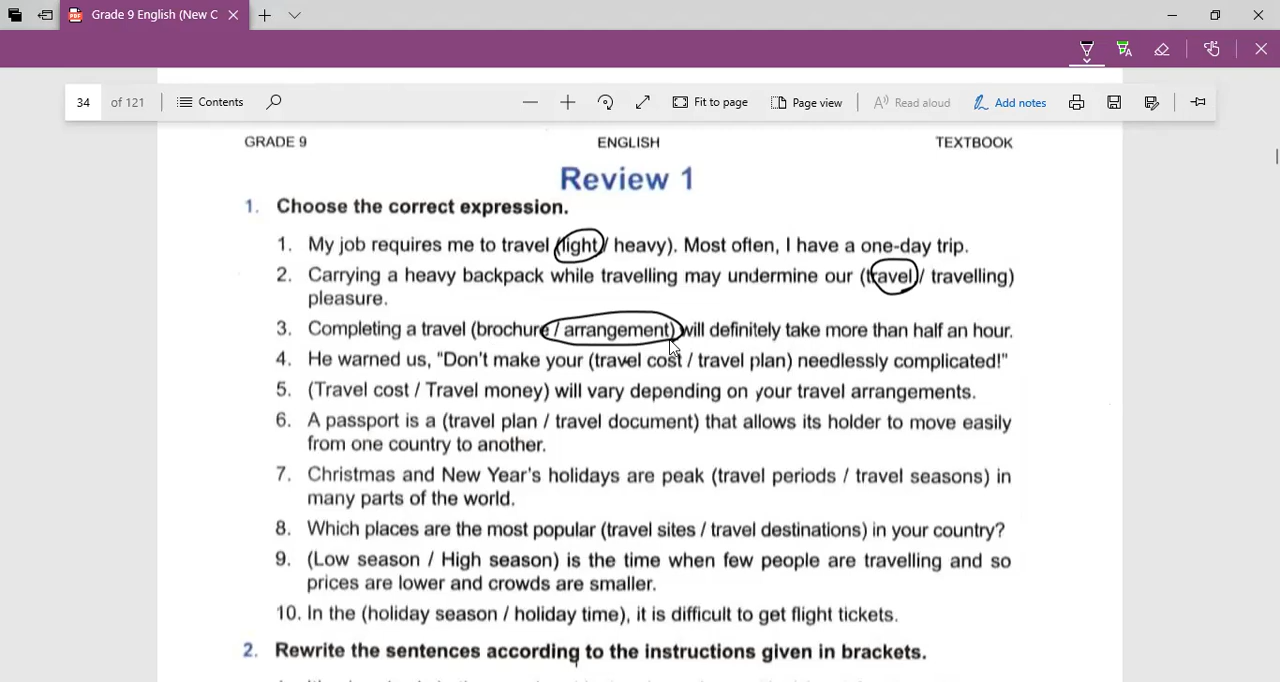 Grade 9 English (New C
34 of 121 Contents Fit to page Page view Read aloud Add notes
GRADE 9 ENGLISH TEXTBOOK
Review 1
1. Choose the correct expression.
1. My job requires me to travel (light / heavy). Most often, I have a one-day trip.
2. Carrying a heavy backpack while travelling may undermine our (travel / travelling)
pleasure.
3. Completing a travel (brochure / arrangement) will definitely take more than half an hour.
4. He warned us, “Don’t make your (travel cost / travel plan) needlessly complicated!”
5. (Travel cost / Travel money) will vary depending on your travel arrangements.
6. A passport is a (travel plan / travel document) that allows its holder to move easily
from one country to another.
7. Christmas and New Year’s holidays are peak (travel periods / travel seasons) in
many parts of the world.
8. Which places are the most popular (travel sites / travel destinations) in your country?
9. (Low season / High season) is the time when few people are travelling and so
prices are lower and crowds are smaller.
10. In the (holiday season / holiday time), it is difficult to get flight tickets.
2. Rewrite the sentences according to the instructions given in brackets.